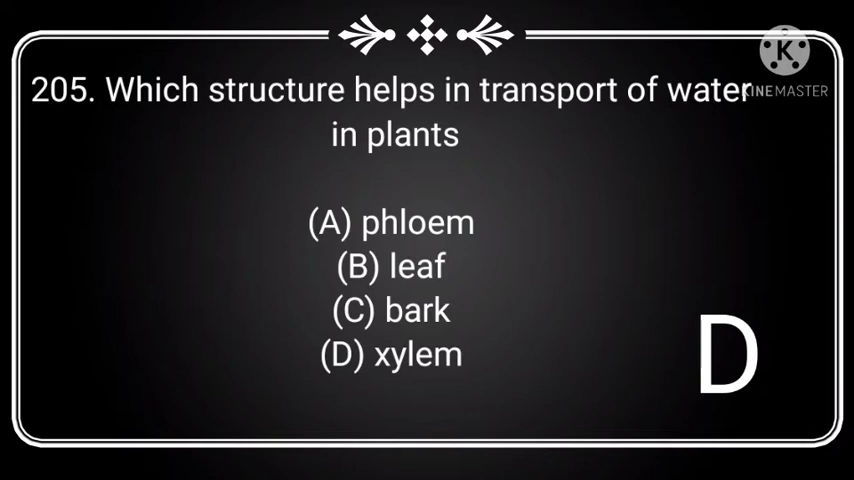 205. Which structure helps in transport of water
in plants
(A) phloem
(B) leaf
(C) bark
(D) xylem
D
K
KINEMASTER